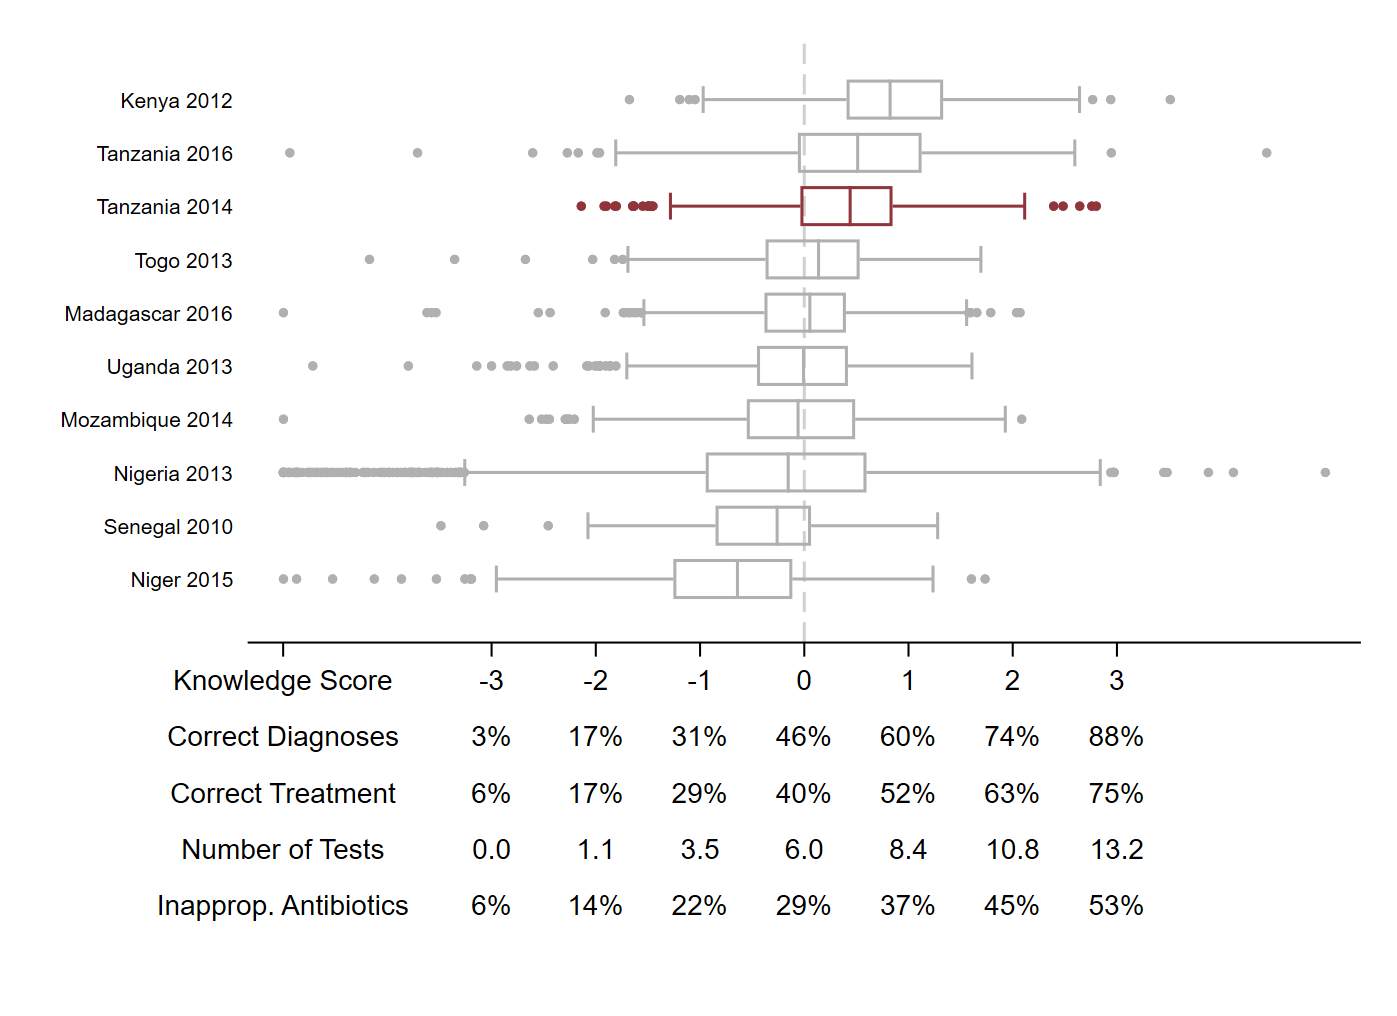 Kenya 2012
Tanzania 2016
Tanzania 2014
Togo 2013
Madagascar 2016
Uganda 2013
Mozambique 2014
Nigeria 2013
Senegal 2010
Niger 2015
Knowledge Score -3 -2 -1 0 1 2 3
Correct Diagnoses 3% 17% 31% 46% 60% 74% 88%
Correct Treatment 6% 17% 29% 40% 52% 63% 75%
Number of Tests 0.0 1.1 3.5 6.0 8.4 10.8 13.2
Inapprop. Antibiotics 6% 14% 22% 29% 37% 45% 53%